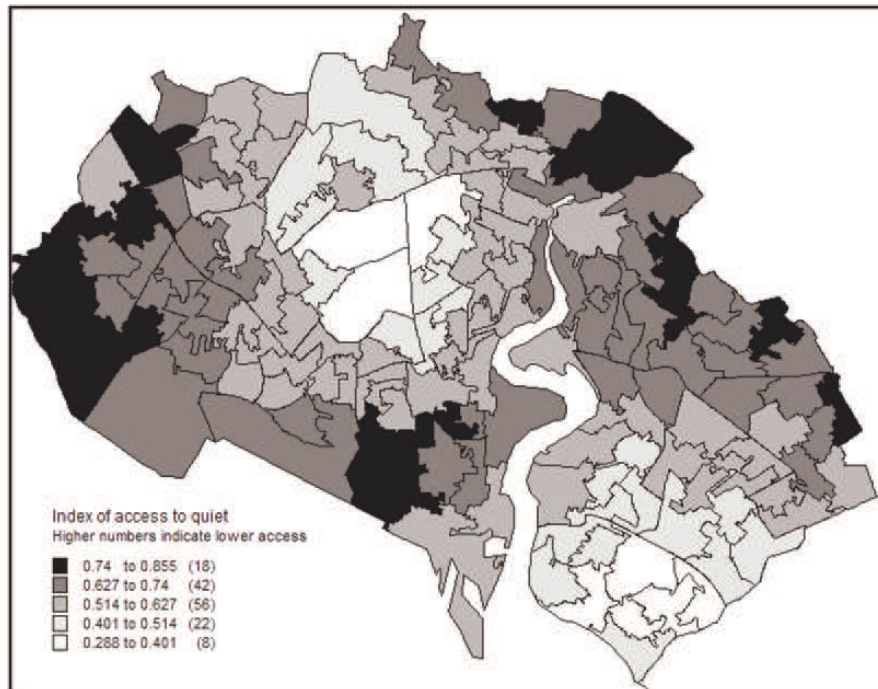 Index of access to quiet
Higher numbers indicate lower access
0.74 to 0.855 (18)
0.627 to 0.74 (42)
0.514 to 0.627 (56)
0.401 to 0.514 (22)
0.288 to 0.401 (8)